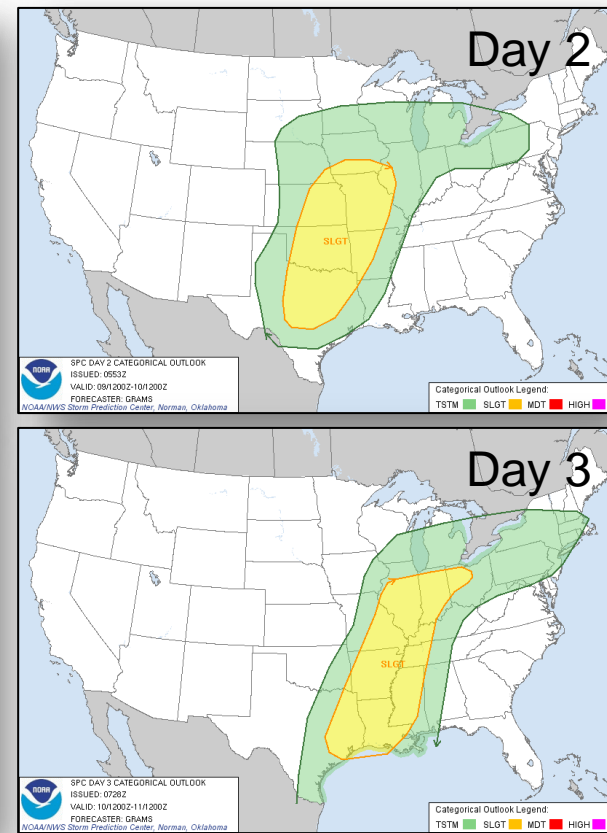 Day 2
SLGT
NOAA
SPC DAY 2 CATEGORICAL OUTLOOK
ISSUED: 0553Z
VALID: 09/1200Z-10/1200Z
FORECASTER: GRAMS
NOAA/NWS Storm Prediction Center, Norman, Oklahoma
Categorical Outlook Legend:
TSTM SLGT MDT HIGH
Day 3
SLGT
NOAA
SPC DAY 3 CATEGORICAL OUTLOOK
ISSUED: 0728Z
VALID: 10/1200Z-11/1200Z
FORECASTER: GRAMS
NOAA/NWS Storm Prediction Center, Norman, Oklahoma
Categorical Outlook Legend:
TSTM SLGT MDT HIGH